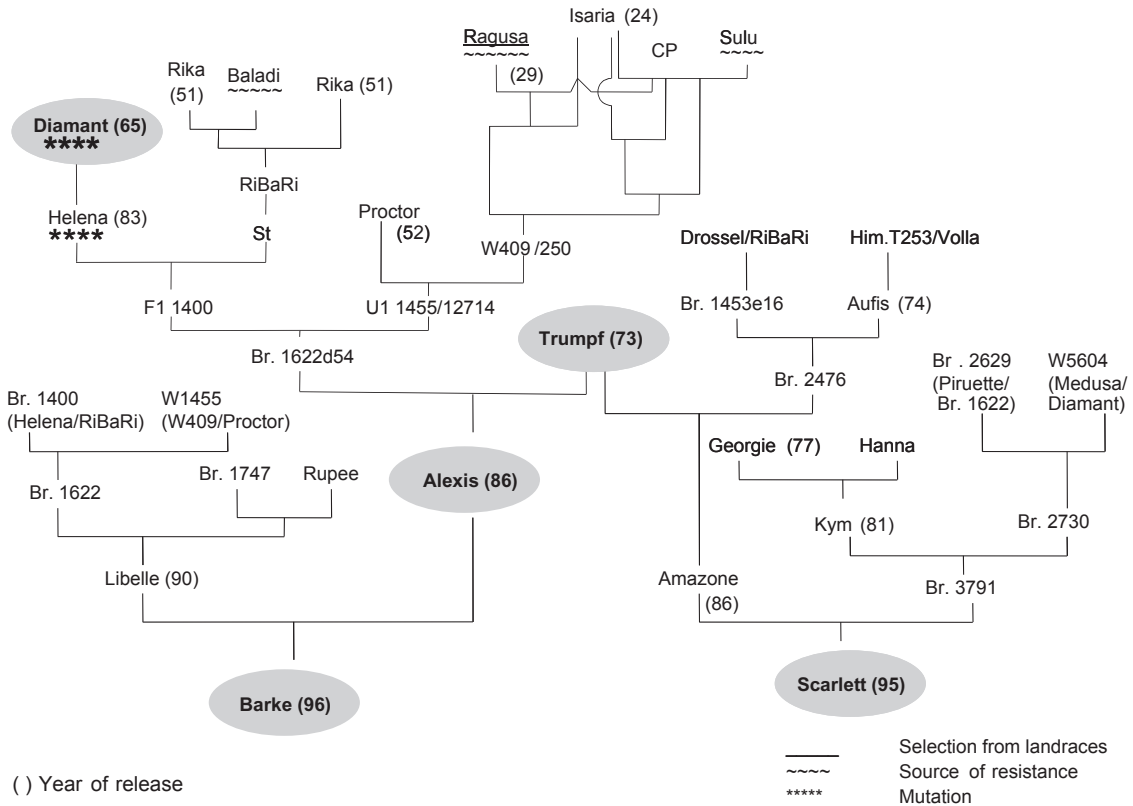 Isaria (24)
Ragusa
~~~~~~
(29)
CP
Sulu
~~~~
Rika
(51)
Baladi
~~~~~
Rika (51)
Diamant (65)
****
RiBaRi
Helena (83)
****
St
Proctor
(52)
W409/250
Drossel/RiBaRi
Him.T253/Volla
F1 1400
U1 1455/12714
Br. 1453e16
Aufis (74)
Trumpf (73)
Br. 1622d54
Br. 2476
Br . 2629
(Piruette/
Br. 1622)
W5604
(Medusa/
Diamant)
Br. 1400
(Helena/RiBaRi)
W1455
(W409/Proctor)
Georgie (77)
Hanna
Br. 1747
Rupee
Alexis (86)
Br. 1622
Kym (81)
Br. 2730
Libelle (90)
Amazone
(86)
Br. 3791
Barke (96)
Scarlett (95)
( ) Year of release
Selection from landraces
~~~~ Source of resistance
***** Mutation